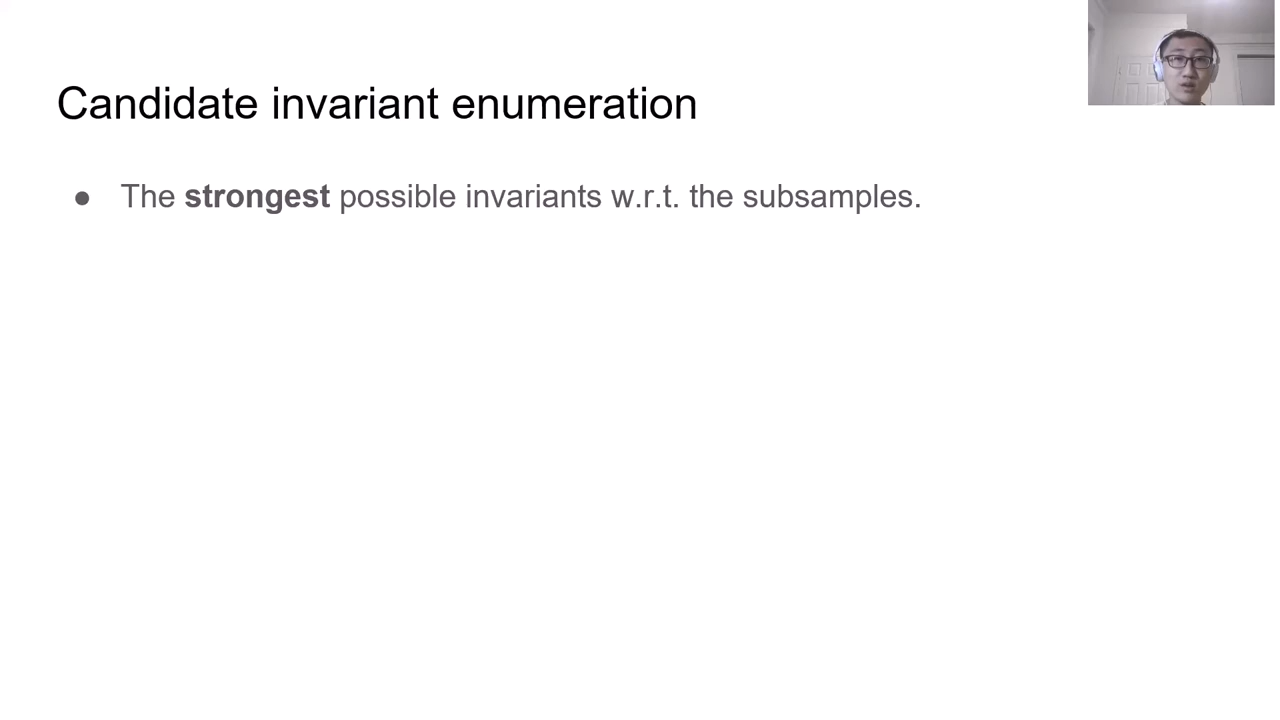 Candidate invariant enumeration
● The strongest possible invariants w.r.t. the subsamples.